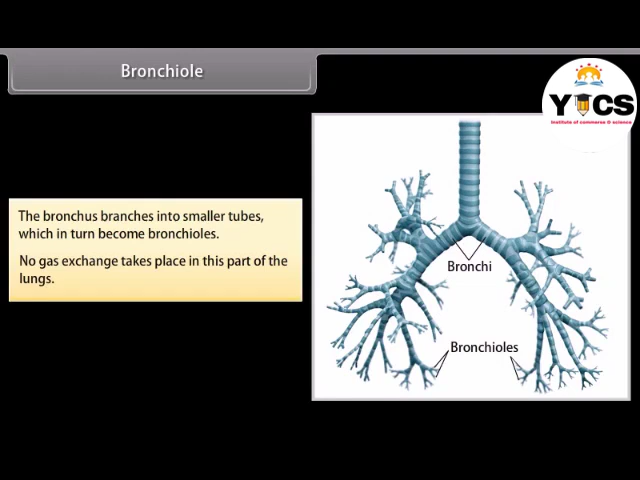 Bronchiole
YICS
institute of commerce & science
The bronchus branches into smaller tubes,
which in turn become bronchioles.
No gas exchange takes place in this part of the
lungs.
Bronchi
Bronchioles